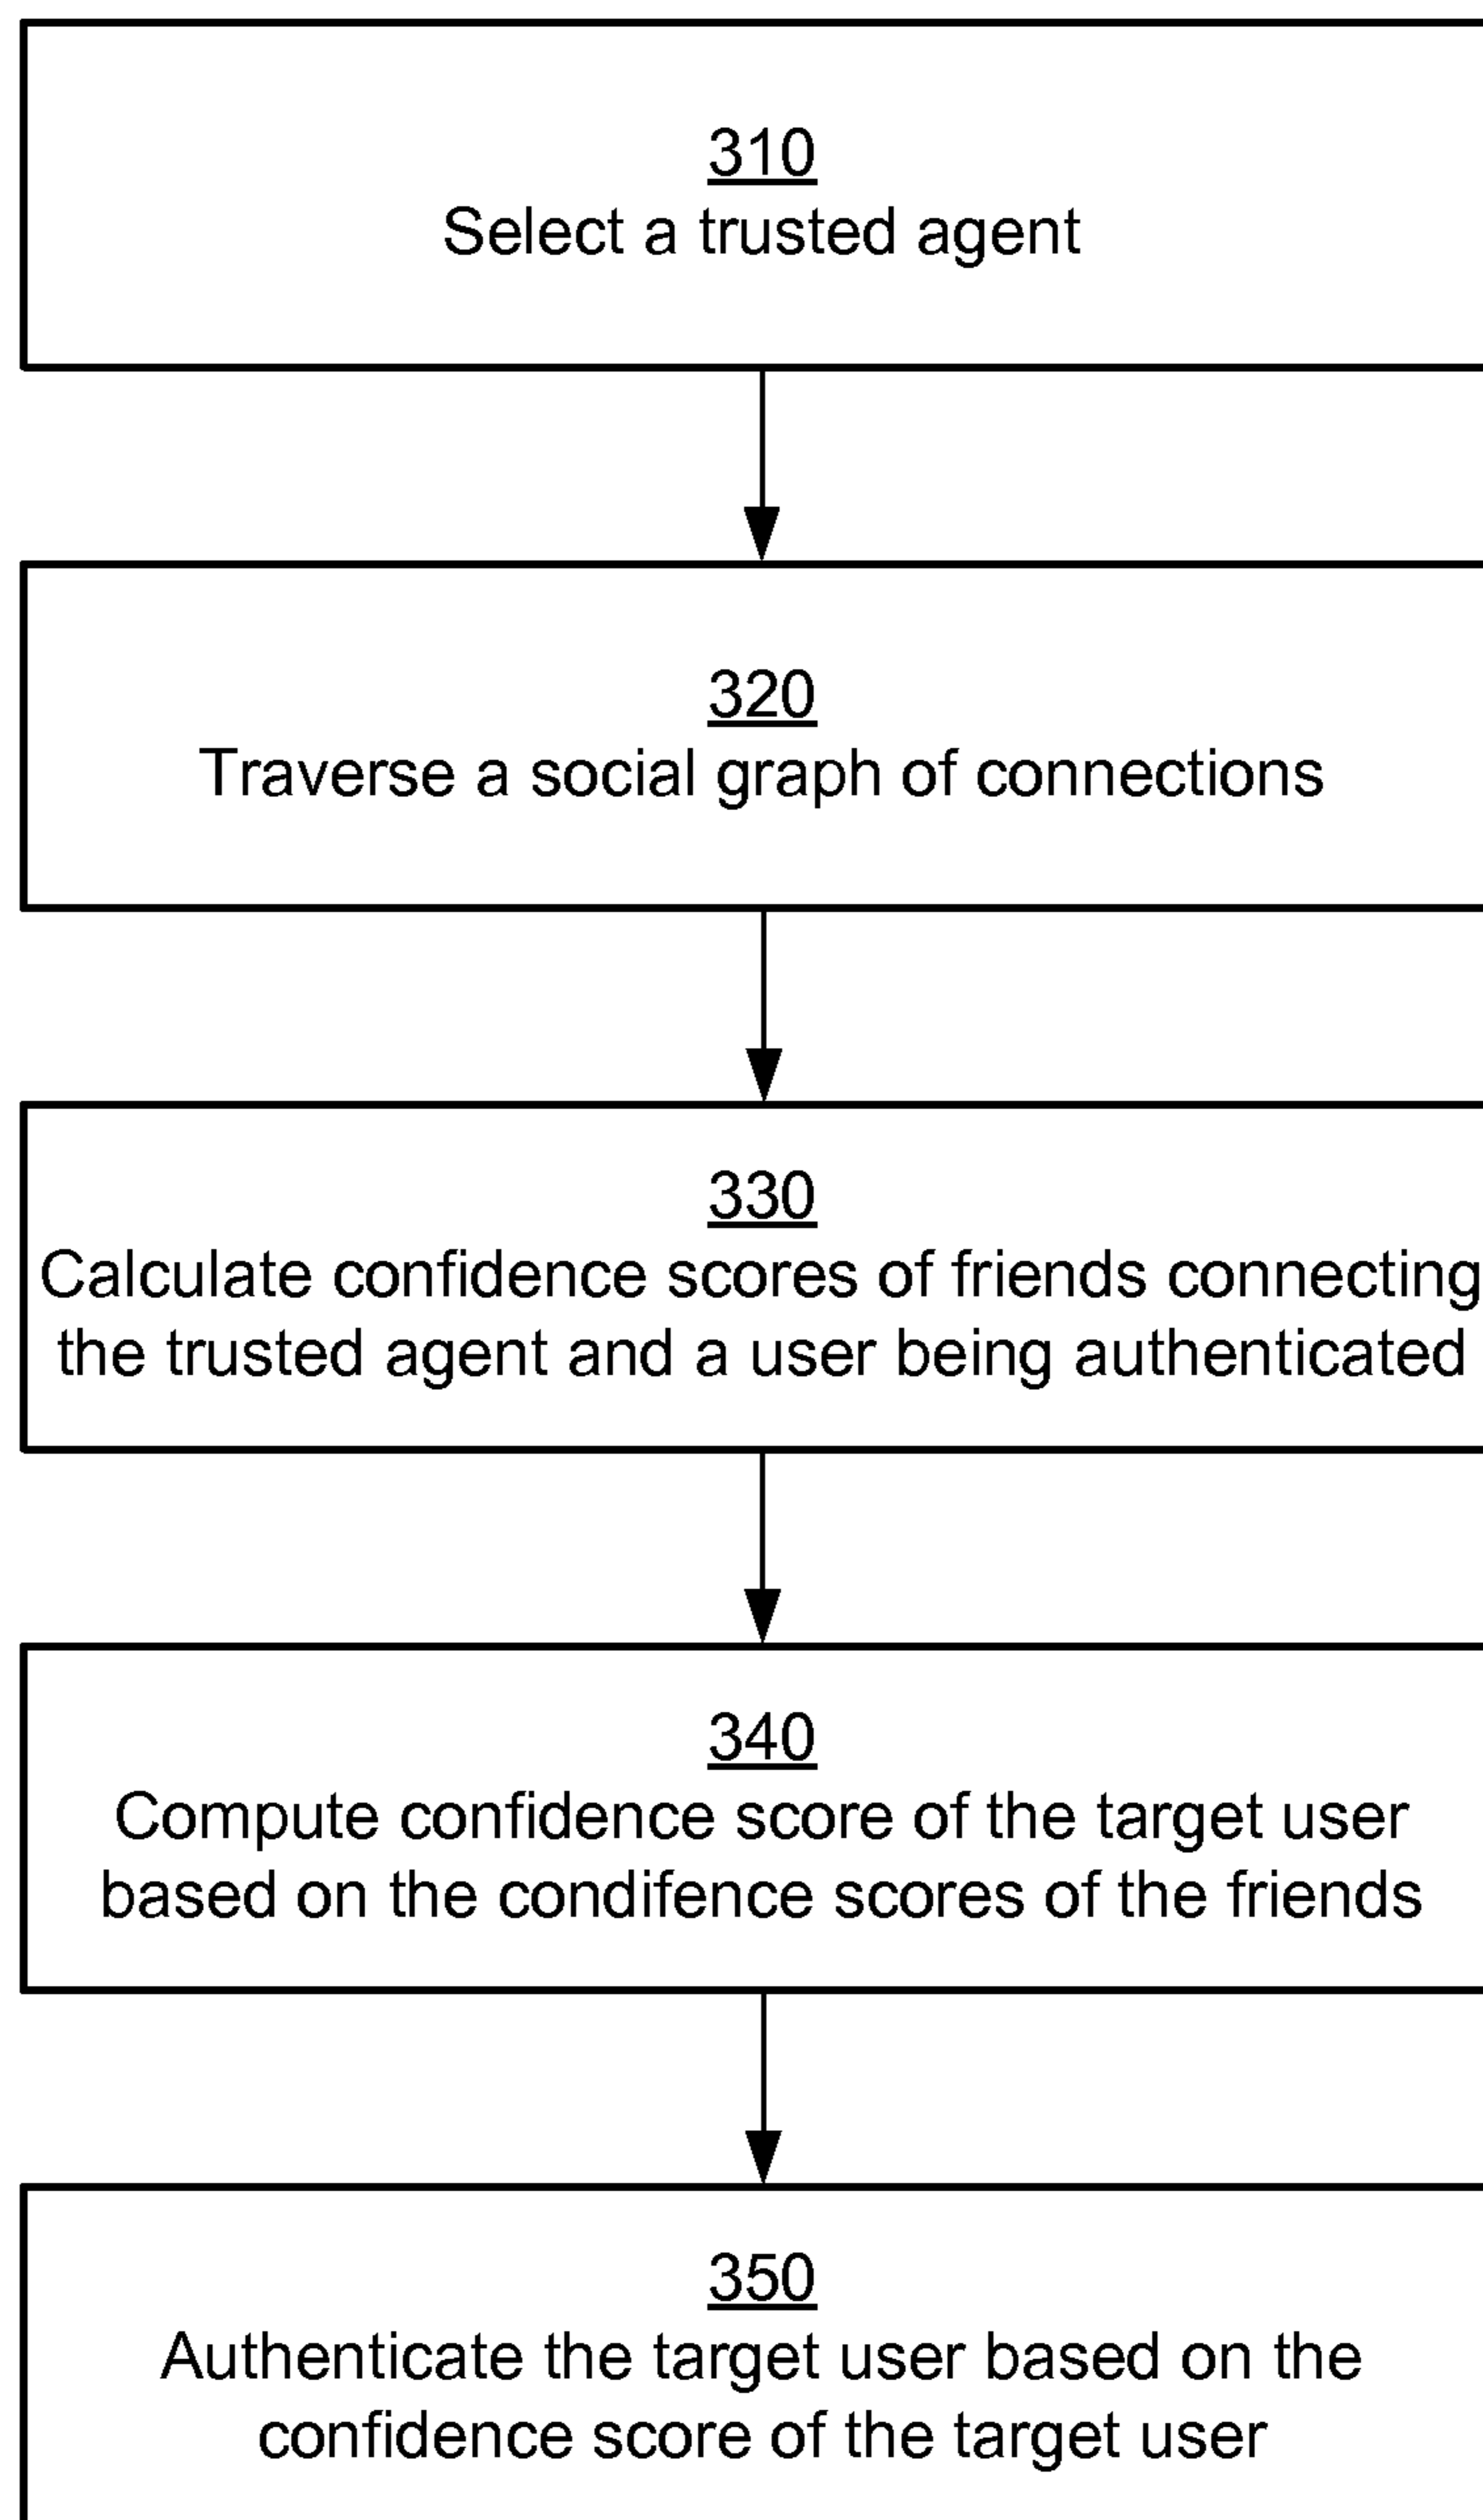 310
Select a trusted agent
320
Traverse a social graph of connections
330
Calculate confidence scores of friends connecting
the trusted agent and a user being authenticated
340
Compute confidence score of the target user
based on the condifence scores of the friends
350
Authenticate the target user based on the
confidence score of the target user